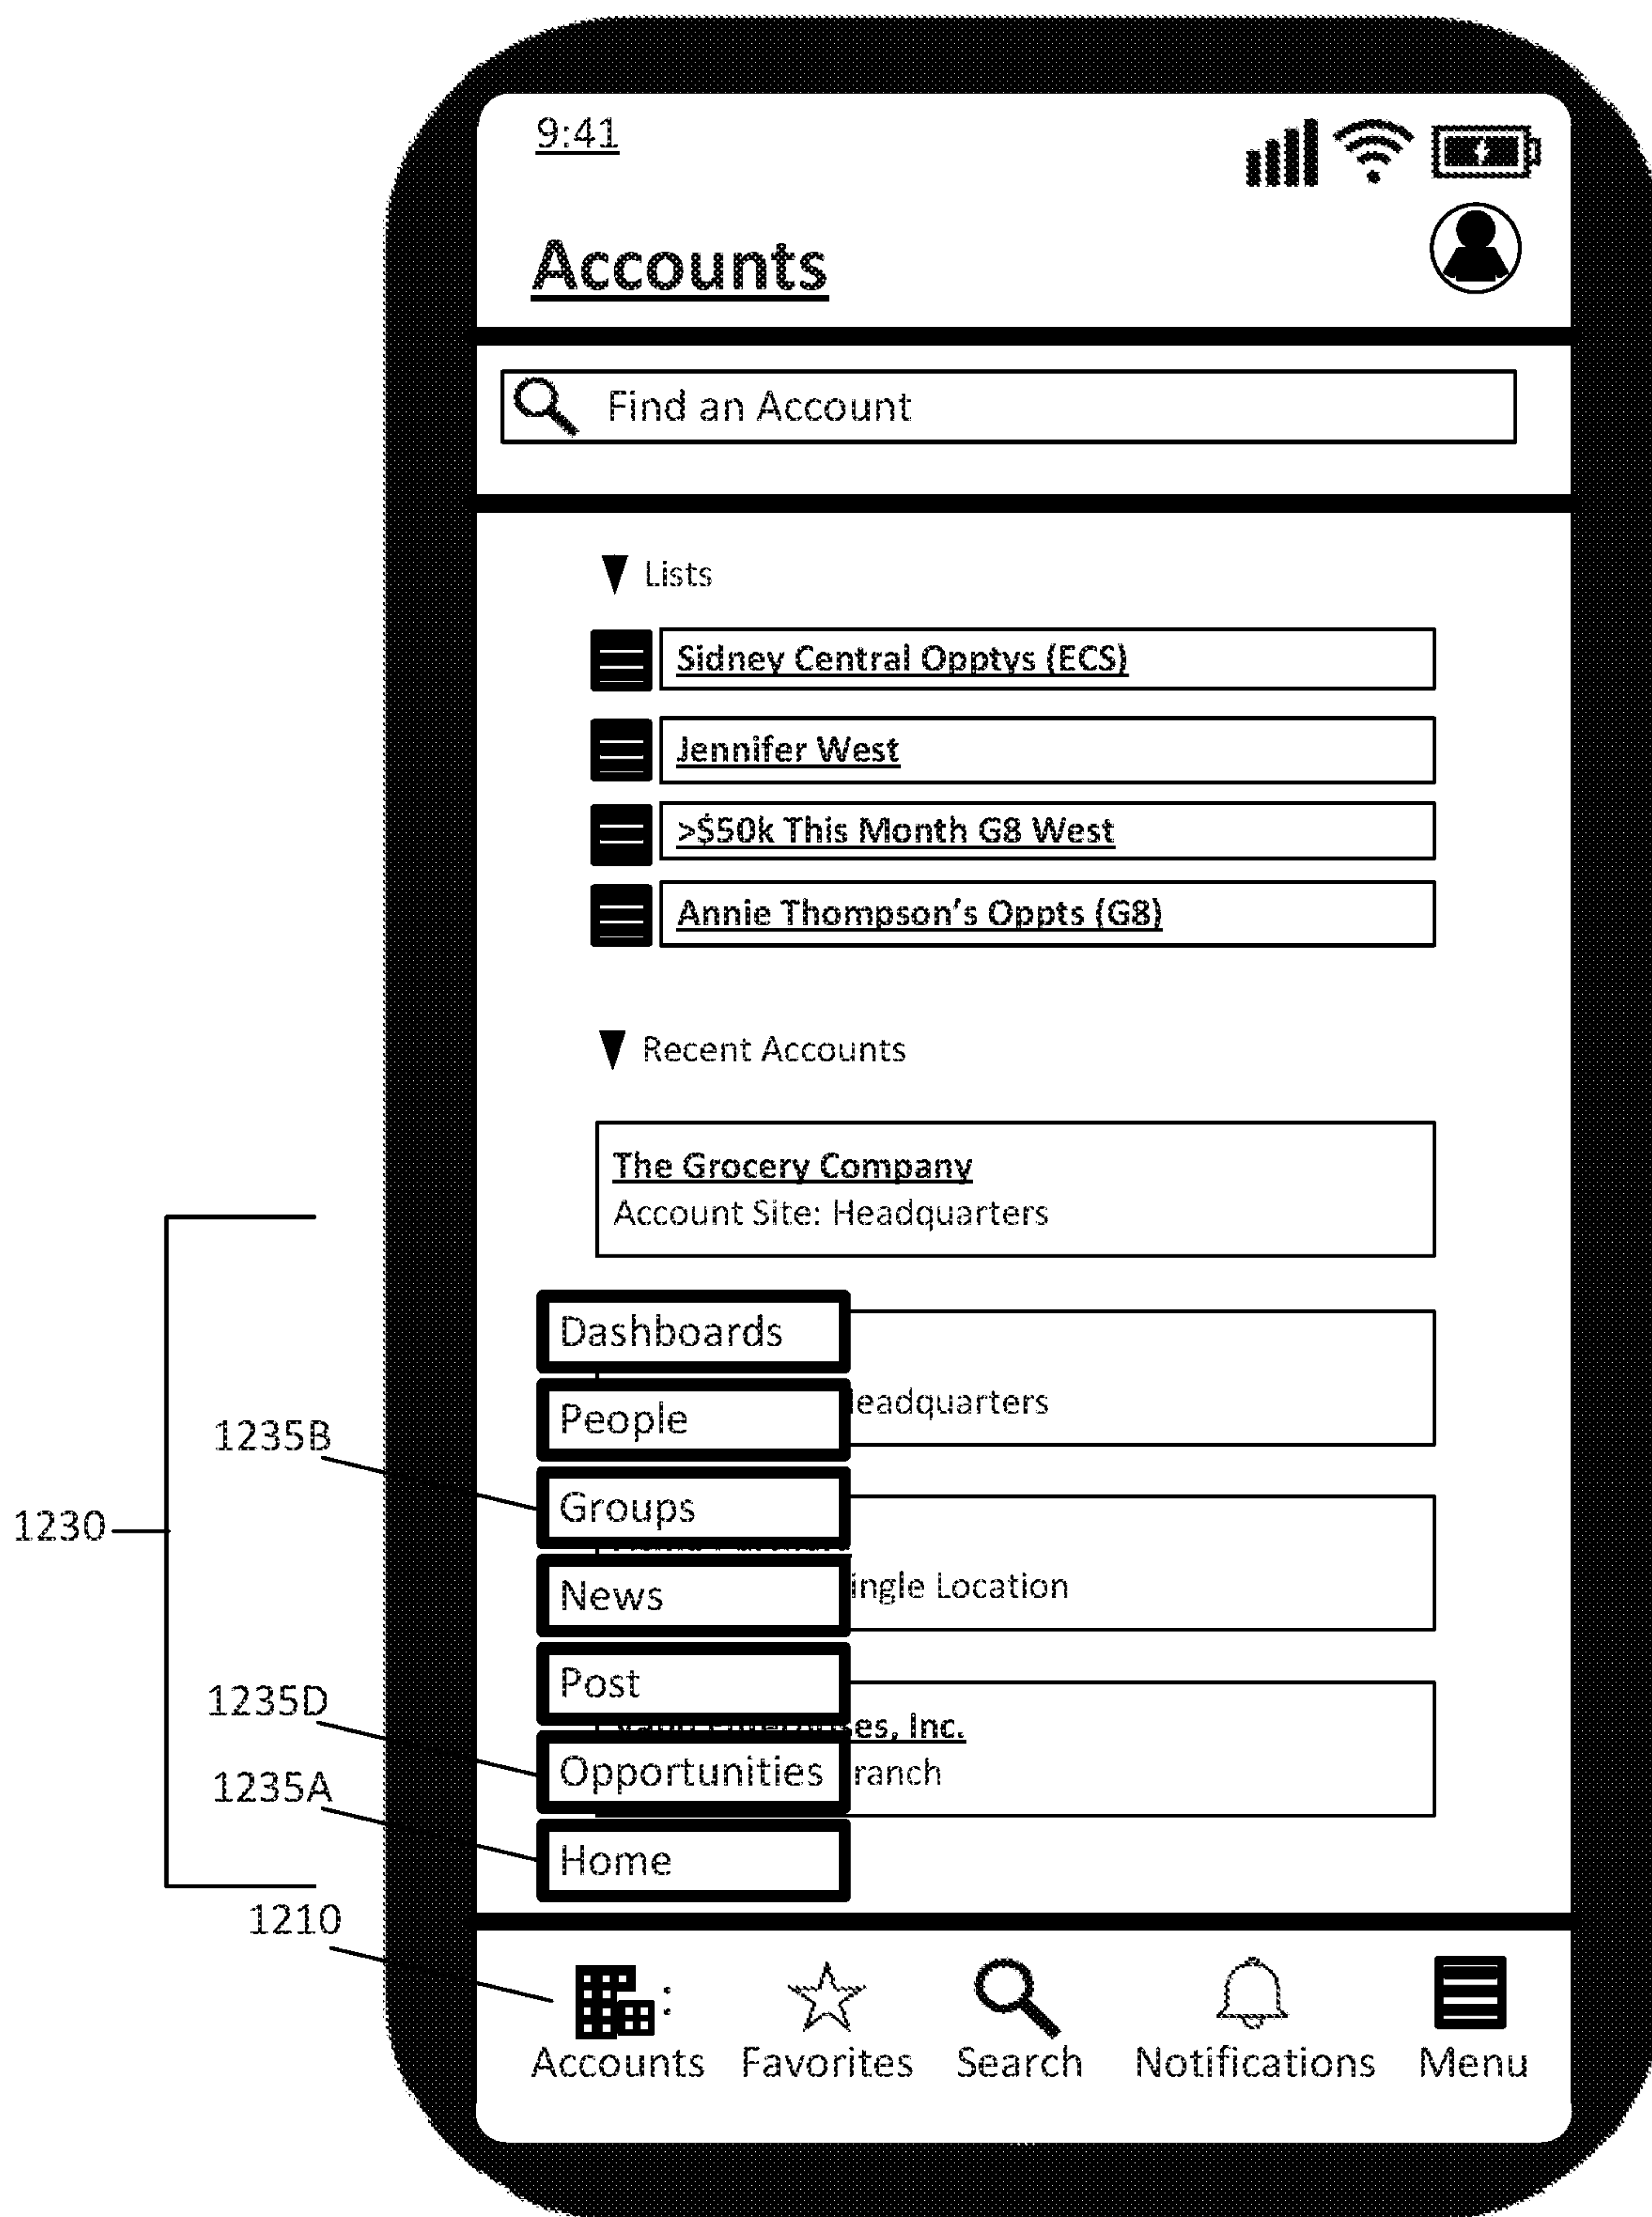 9:41
Accounts
Find an Account
Lists
Sidney Central Opptys (ECS)
Jennifer West
>$50k This Month G8 West
Annie Thompson's Oppts (G8)
Recent Accounts
The Grocery Company
Account Site: Headquarters
Dashboards
People
eadquarters
1235B
Groups
1230
News
ingle Location
Post
1235D
es, Inc.
Opportunities
ranch
1235A
Home
1210
Accounts Favorites Search Notifications Menu